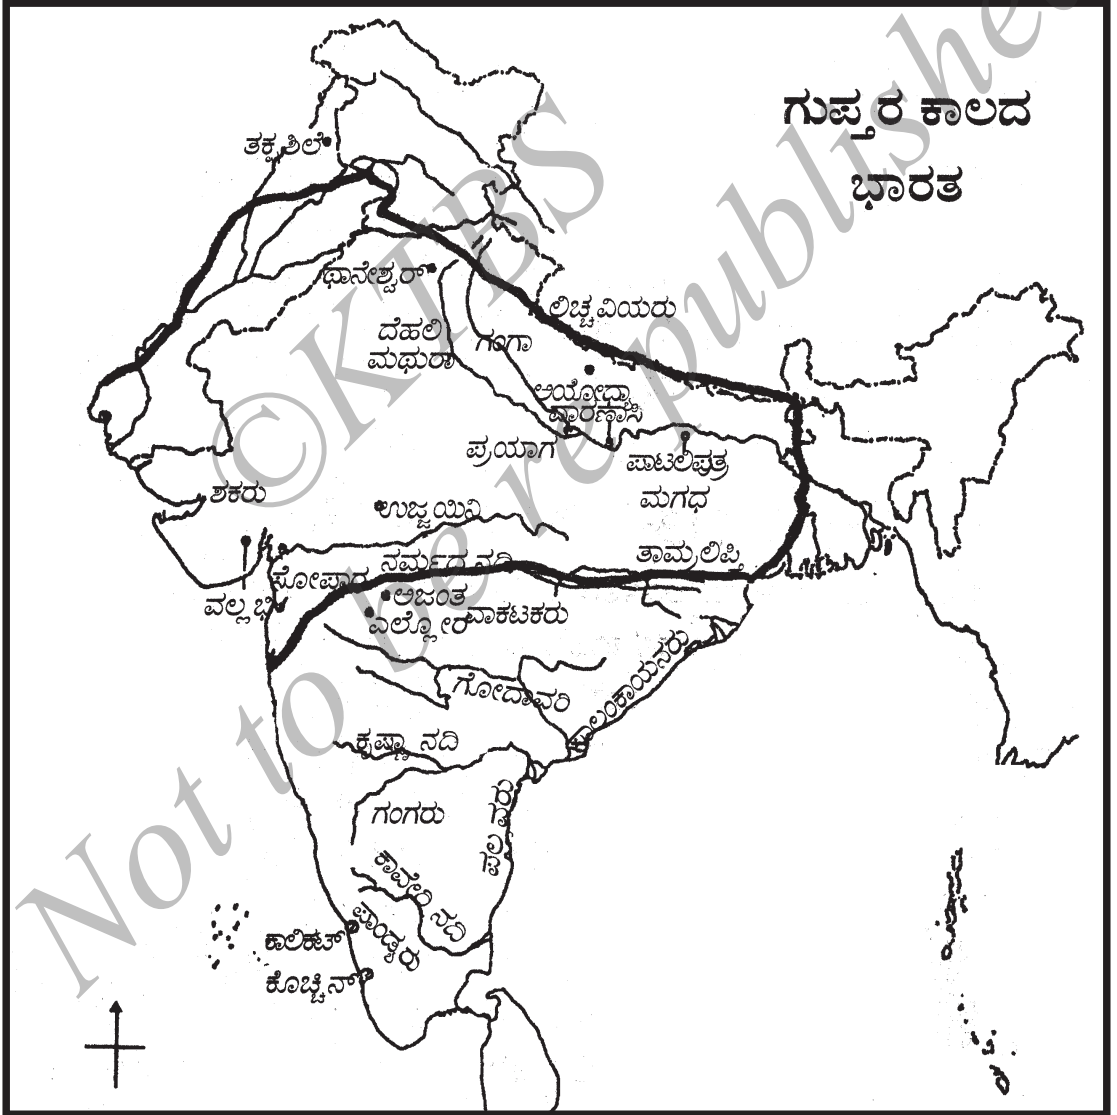 ಗುಪ್ತರ ಕಾಲದ
ಭಾರತ
ತಕ್ಷಶಿಲೆ
ಥಾನೇಶ್ವರ್
ಲಿಚ್ಛವಿಯರು
ದೆಹಲಿ
ಗಂಗಾ
ಮಥುರಾ
ಅಯೋಧ್ಯಾ
ವಾರಣಾಸಿ
ಪ್ರಯಾಗ
ಪಾಟಲಿಪುತ್ರ
ಮಗಧ
ಶಕರು
ಉಜ್ಜಯಿನಿ
ನರ್ಮದಾ ನದಿ
ತಾಮ್ರಲಿಪ್ತಿ
ಸೋಪಾರ
ವಲ್ಲಭಿ
ಅಜಂತ
ಎಲ್ಲೋರ
ವಾಕಟಕರು
ಗೋದಾವರಿ
ಸಾಲಂಕಾಯನರು
ಕೃಷ್ಣಾ ನದಿ
ಗಂಗರು
ಪಲ್ಲವರು
ಕಾವೇರಿ ನದಿ
ಪಾಂಡ್ಯರು
ಕಾಲಿಕಟ್
ಕೊಚ್ಚಿನ್
©KTBS
Not to be republished